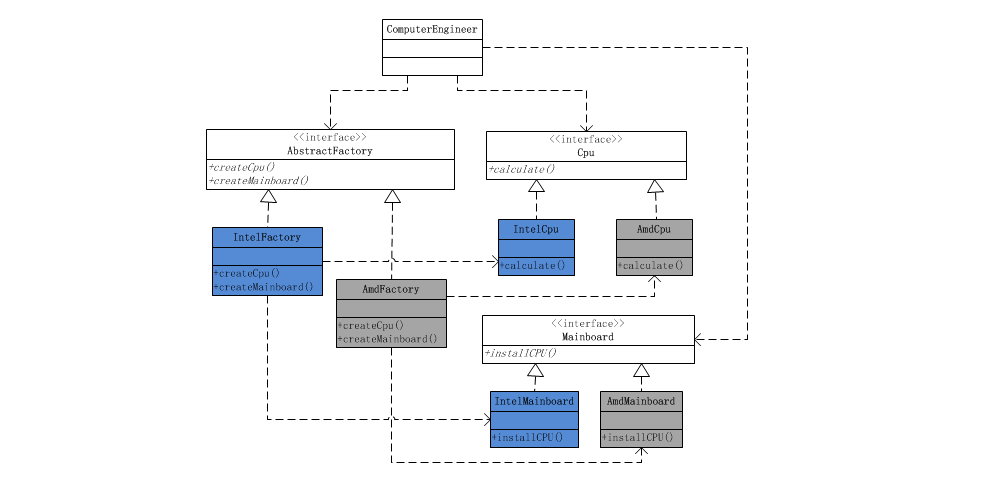 ComputerEngineer
<<interface>>
AbstractFactory
+createCpu()
+createMainboard()
<<interface>>
Cpu
+calculate()
IntelFactory
+createCpu()
+createMainboard()
IntelCpu
+calculate()
AmdCpu
+calculate()
AmdFactory
+createCpu()
+createMainboard()
<<interface>>
Mainboard
+installCPU()
IntelMainboard
+installCPU()
AmdMainboard
+installCPU()